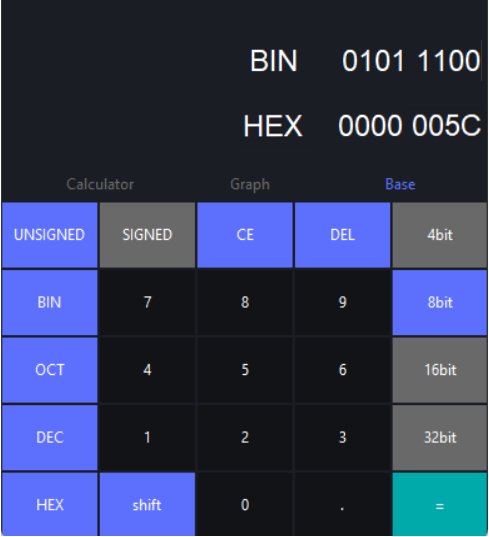 BIN 0101 1100
HEX 0000 005C
Calculator Graph Base
UNSIGNED SIGNED CE DEL 4bit
BIN 7 8 9 8bit
OCT 4 5 6 16bit
DEC 1 2 3 32bit
HEX shift 0 . =